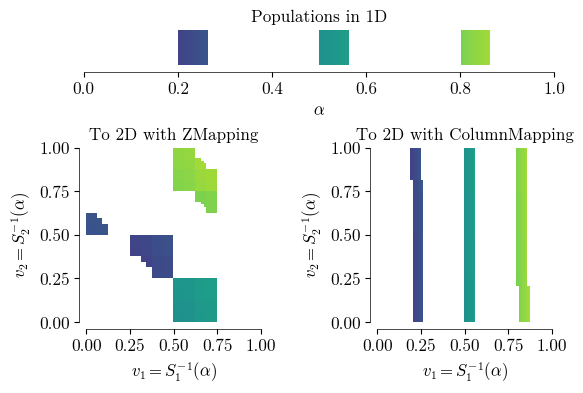 Populations in 1D
0.0 0.2 0.4 0.6 0.8 1.0
α
To 2D with ZMapping
1.00
0.75
0.50
0.25
0.00
v₂ = S₂⁻¹(α)
0.00 0.25 0.50 0.75 1.00
v₁ = S₁⁻¹(α)
To 2D with ColumnMapping
1.00
0.75
0.50
0.25
0.00
v₂ = S₂⁻¹(α)
0.00 0.25 0.50 0.75 1.00
v₁ = S₁⁻¹(α)